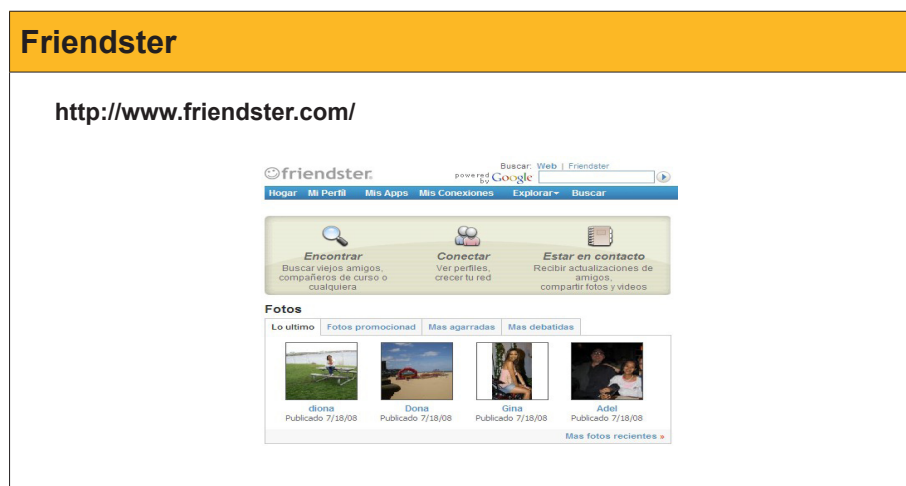 Friendster
http://www.friendster.com/
Buscar: Web | Friendster
friendster
powered by Google
Hogar Mi Perfil Mis Apps Mis Conexiones Explorar Buscar
Encontrar
Buscar viejos amigos,
compañeros de curso o
cualquiera
Conectar
Ver perfiles,
crecer tu red
Estar en contacto
Recibir actualizaciones de
amigos,
compartir fotos y videos
Fotos
Lo ultimo Fotos promocionad Mas agarradas Mas debatidas
diona
Publicado 7/18/08
Dona
Publicado 7/18/08
Gina
Publicado 7/18/08
Adel
Publicado 7/18/08
Mas fotos recientes »